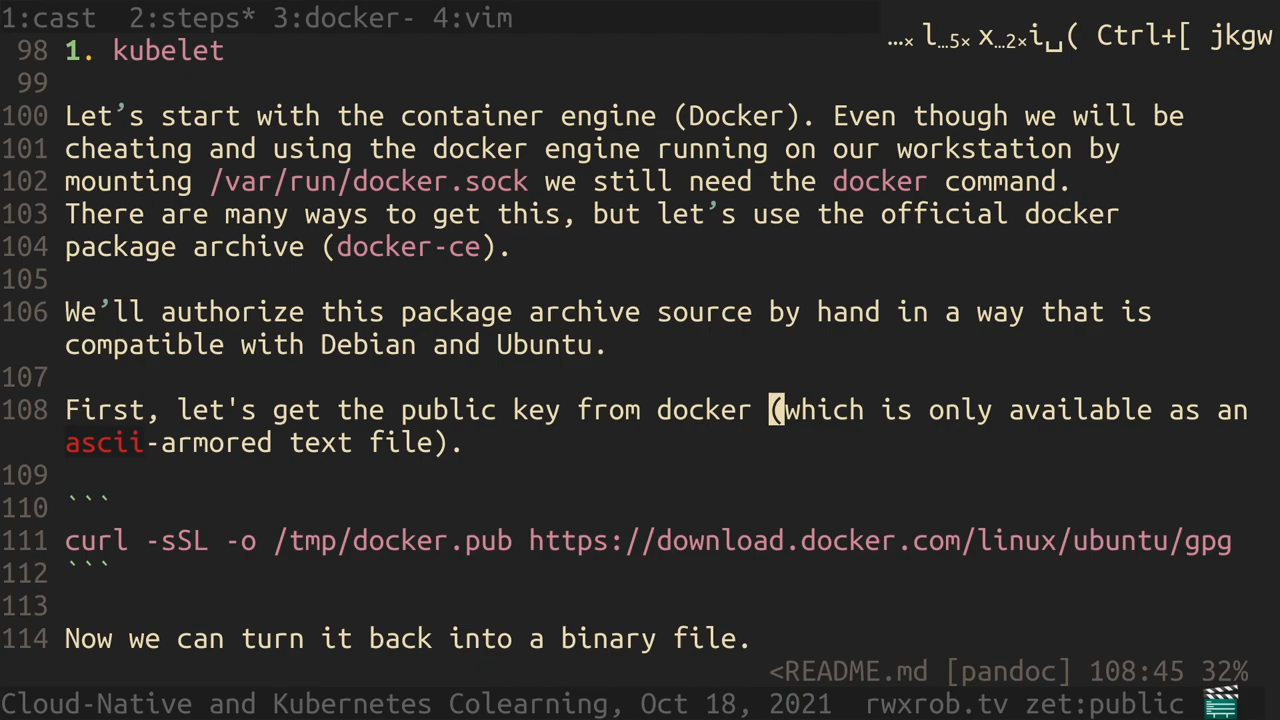 1:cast  2:steps* 3:docker- 4:vim
…× l…5× x…2×i␣( Ctrl+[ jkgw
98 1. kubelet
99
100 Let’s start with the container engine (Docker). Even though we will be
101 cheating and using the docker engine running on our workstation by
102 mounting /var/run/docker.sock we still need the docker command.
103 There are many ways to get this, but let’s use the official docker
104 package archive (docker-ce).
105
106 We’ll authorize this package archive source by hand in a way that is
compatible with Debian and Ubuntu.
107
108 First, let's get the public key from docker (which is only available as an
ascii-armored text file).
109
110 ```
111 curl -sSL -o /tmp/docker.pub https://download.docker.com/linux/ubuntu/gpg
112 ```
113
114 Now we can turn it back into a binary file.
<README.md [pandoc] 108:45 32%
Cloud-Native and Kubernetes Colearning, Oct 18, 2021  rwxrob.tv zet:public